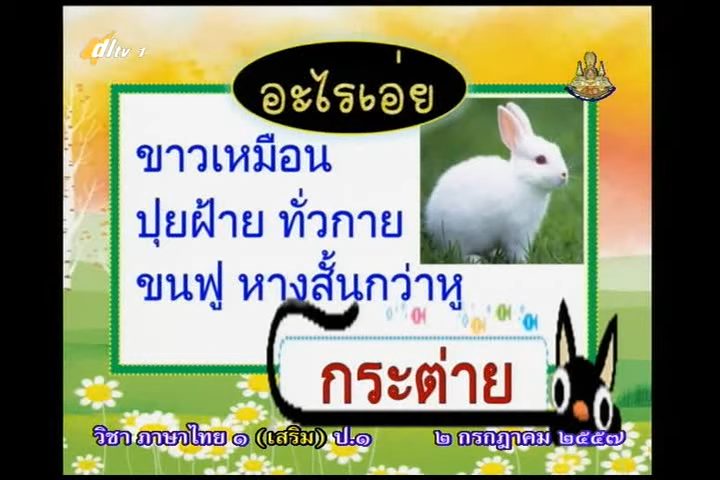 dltv 1
อะไรเอ่ย
ขาวเหมือน
ปุยฝ้าย ทั่วกาย
ขนฟู หางสั้นกว่าหู
กระต่าย
วิชา ภาษาไทย ๑ (เสริม) ป.๑ ๒ กรกฎาคม ๒๕๕๗